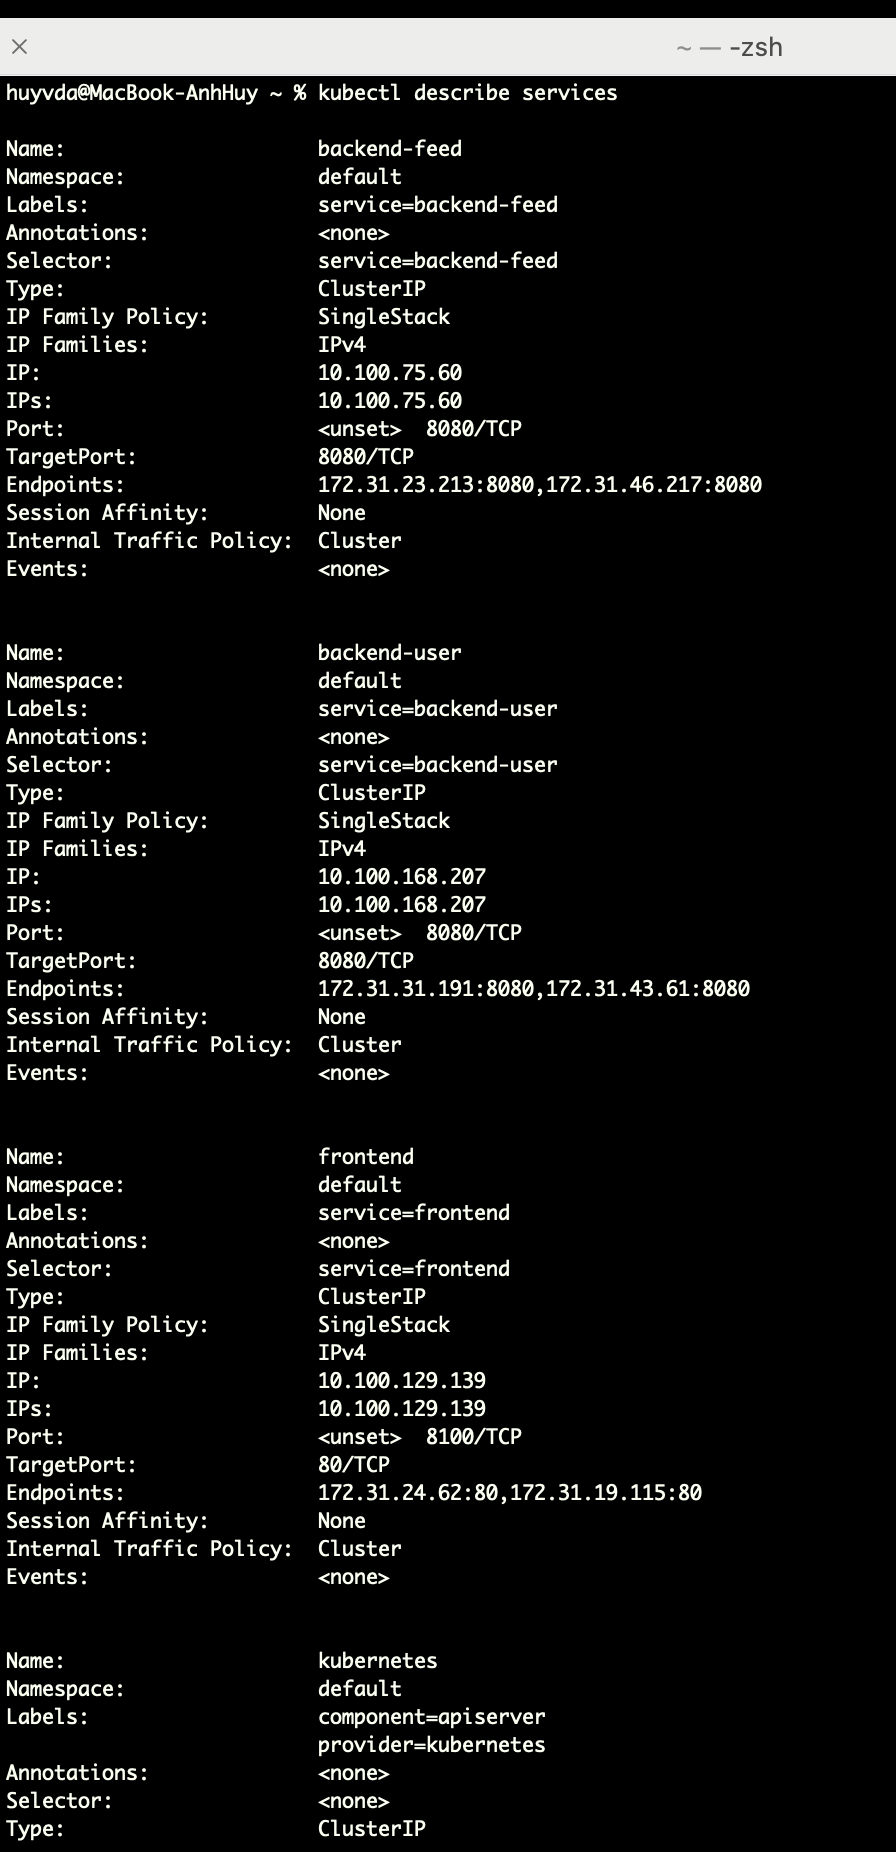 ~ — -zsh
huyvda@MacBook-AnhHuy ~ % kubectl describe services
Name: backend-feed
Namespace: default
Labels: service=backend-feed
Annotations: <none>
Selector: service=backend-feed
Type: ClusterIP
IP Family Policy: SingleStack
IP Families: IPv4
IP: 10.100.75.60
IPs: 10.100.75.60
Port: <unset> 8080/TCP
TargetPort: 8080/TCP
Endpoints: 172.31.23.213:8080,172.31.46.217:8080
Session Affinity: None
Internal Traffic Policy: Cluster
Events: <none>
Name: backend-user
Namespace: default
Labels: service=backend-user
Annotations: <none>
Selector: service=backend-user
Type: ClusterIP
IP Family Policy: SingleStack
IP Families: IPv4
IP: 10.100.168.207
IPs: 10.100.168.207
Port: <unset> 8080/TCP
TargetPort: 8080/TCP
Endpoints: 172.31.31.191:8080,172.31.43.61:8080
Session Affinity: None
Internal Traffic Policy: Cluster
Events: <none>
Name: frontend
Namespace: default
Labels: service=frontend
Annotations: <none>
Selector: service=frontend
Type: ClusterIP
IP Family Policy: SingleStack
IP Families: IPv4
IP: 10.100.129.139
IPs: 10.100.129.139
Port: <unset> 8100/TCP
TargetPort: 80/TCP
Endpoints: 172.31.24.62:80,172.31.19.115:80
Session Affinity: None
Internal Traffic Policy: Cluster
Events: <none>
Name: kubernetes
Namespace: default
Labels: component=apiserver
provider=kubernetes
Annotations: <none>
Selector: <none>
Type: ClusterIP